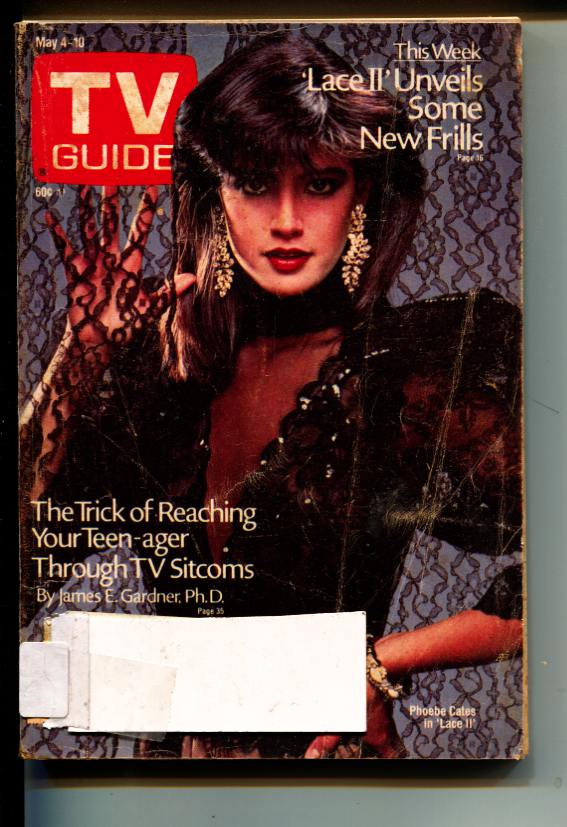 May 4-10
TV
GUIDE
®
60¢
This Week
'Lace II' Unveils
Some
New Frills
Page 16
The Trick of Reaching
Your Teen-ager
Through TV Sitcoms
By James E. Gardner, Ph.D.
Page 35
Phoebe Cates
in 'Lace II'